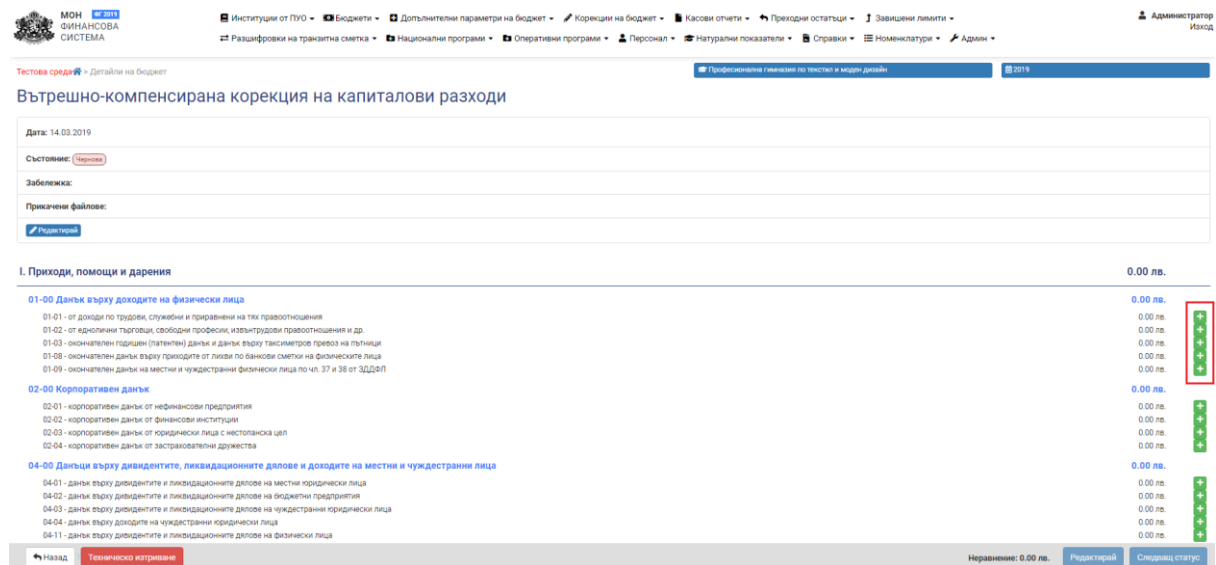 МОН ФГ 2019
ФИНАНСОВА
СИСТЕМА
Институции от ПУО Бюджети Допълнителни параметри на бюджет Корекции на бюджет Касови отчети Преходни остатъци Завишени лимити
Разшифровки на транзитна сметка Национални програми Оперативни програми Персонал Натурални показатели Справки Номенклатури Админ
Администратор
Изход
Тестова среда > Детайли на бюджет
Професионална гимназия по текстил и моден дизайн
2019
Вътрешно-компенсирана корекция на капиталови разходи
Дата: 14.03.2019
Състояние: Чернова
Забележка:
Прикачени файлове:
Редактирай
I. Приходи, помощи и дарения 0.00 лв.
01-00 Данък върху доходите на физически лица 0.00 лв.
01-01 - от доходи по трудови, служебни и приравнени на тях правоотношения 0.00 лв.
01-02 - от еднолични търговци, свободни професии, извънтрудови правоотношения и др. 0.00 лв.
01-03 - окончателен годишен (патентен) данък и данък върху таксиметров превоз на пътници 0.00 лв.
01-08 - окончателен данък върху приходите от лихви по банкови сметки на физическите лица 0.00 лв.
01-09 - окончателен данък на местни и чуждестранни физически лица по чл. 37 и 38 от ЗДДФЛ 0.00 лв.
02-00 Корпоративен данък 0.00 лв.
02-01 - корпоративен данък от нефинансови предприятия 0.00 лв.
02-02 - корпоративен данък от финансови институции 0.00 лв.
02-03 - корпоративен данък от юридически лица с нестопанска цел 0.00 лв.
02-04 - корпоративен данък от застрахователни дружества 0.00 лв.
04-00 Данъци върху дивидентите, ликвидационните дялове и доходите на местни и чуждестранни лица 0.00 лв.
04-01 - данък върху дивидентите и ликвидационните дялове на местни юридически лица 0.00 лв.
04-02 - данък върху дивидентите и ликвидационните дялове на бюджетни предприятия 0.00 лв.
04-03 - данък върху дивидентите и ликвидационните дялове на чуждестранни юридически лица 0.00 лв.
04-04 - данък върху доходите на чуждестранни юридически лица 0.00 лв.
04-11 - данък върху дивидентите и ликвидационните дялове на физически лица 0.00 лв.
Назад Техническо изтриване Неравнение: 0.00 лв. Редактирай Следващ статус